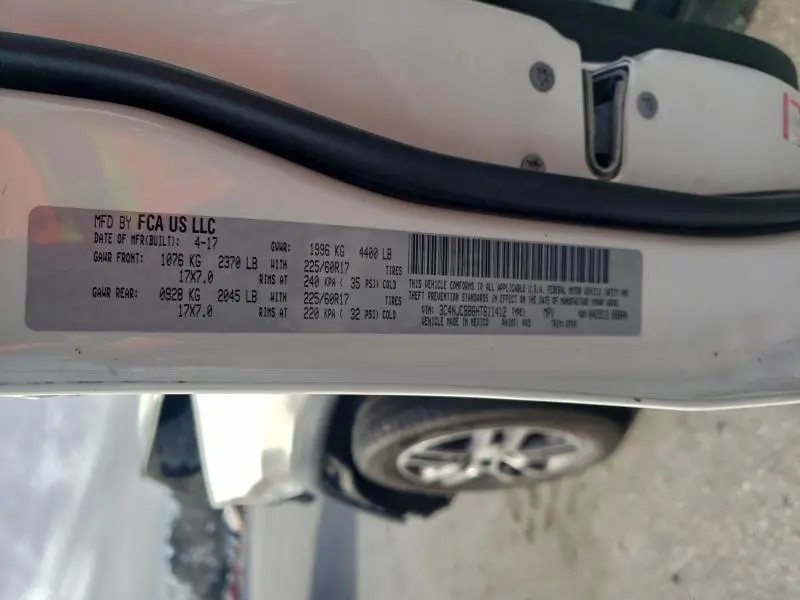 MFD BY FCA US LLC
DATE OF MFR(BUILT): 4-17 GVWR: 1996 KG 4400 LB
GAWR FRONT: 1076 KG 2370 LB WITH 225/60R17 TIRES
17X7.0 RIMS AT 240 KPA ( 35 PSI) COLD
GAWR REAR: 0928 KG 2045 LB WITH 225/60R17 TIRES
17X7.0 RIMS AT 220 KPA ( 32 PSI) COLD
THIS VEHICLE CONFORMS TO ALL APPLICABLE U.S.A. FEDERAL MOTOR VEHICLE SAFETY AND
THEFT PREVENTION STANDARDS IN EFFECT ON THE DATE OF MANUFACTURE SHOWN ABOVE.
VIN: 3C4NJCBB6HT611412 TYPE: MPV
VEHICLE MADE IN MEXICO PAINT: PW3